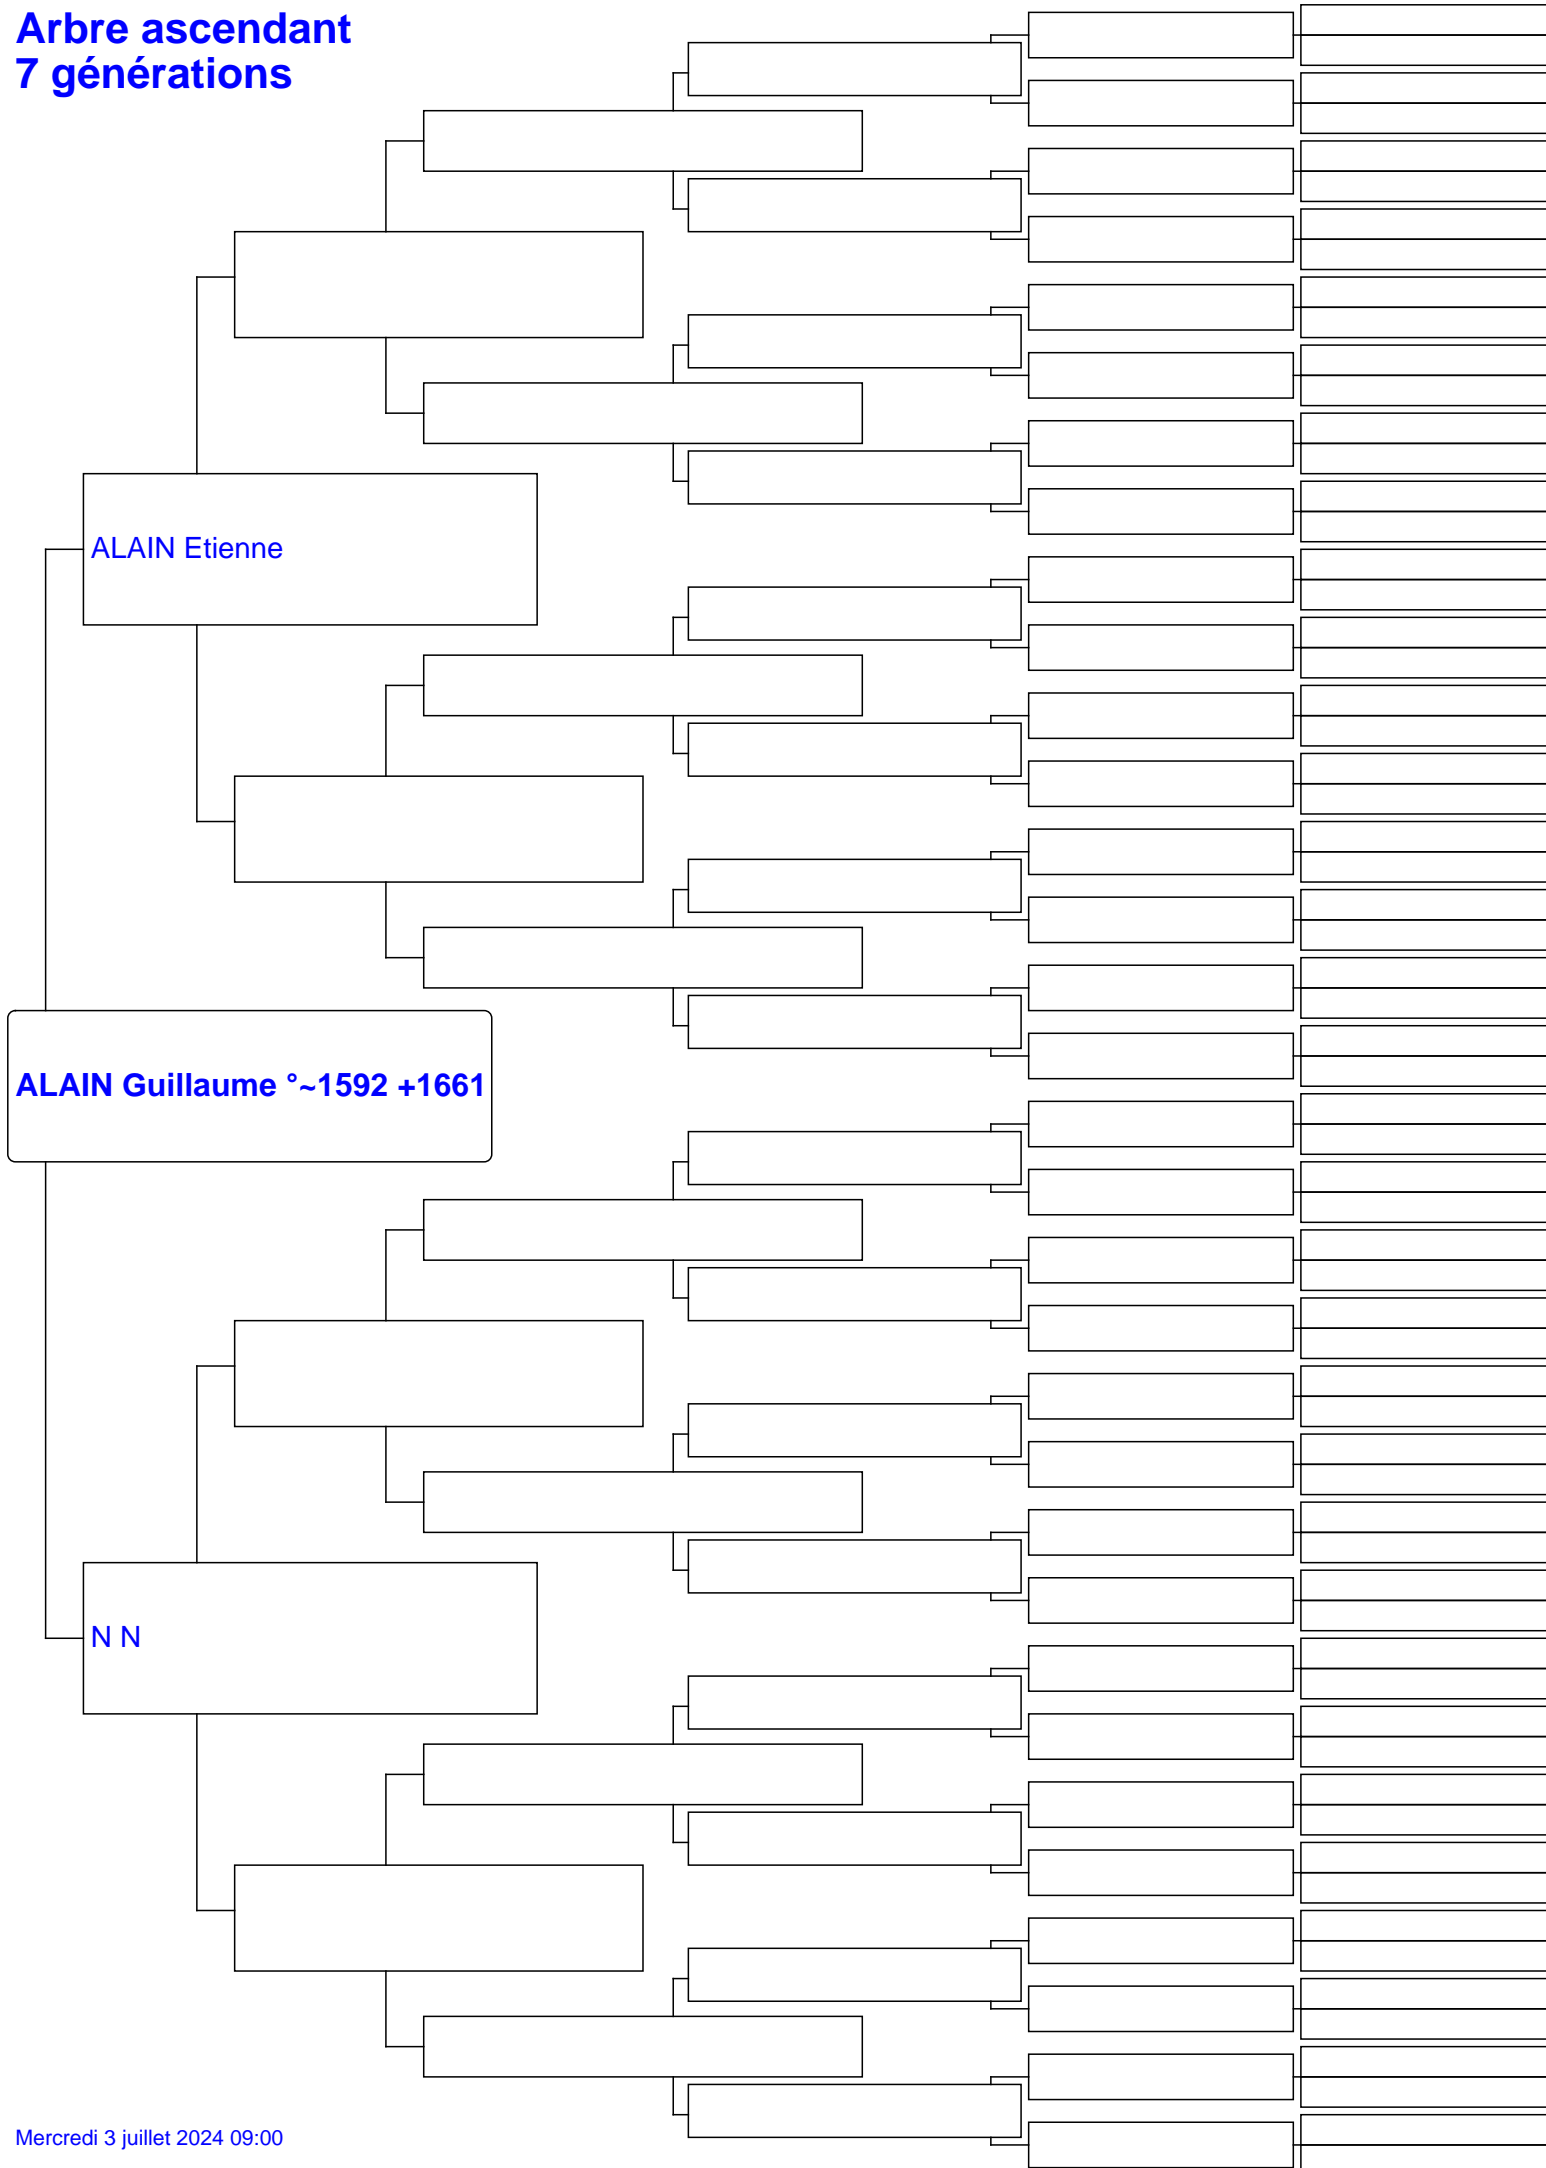 Arbre ascendant
7 générations
ALAIN Etienne
ALAIN Guillaume °~1592 +1661
N N
Mercredi 3 juillet 2024 09:00